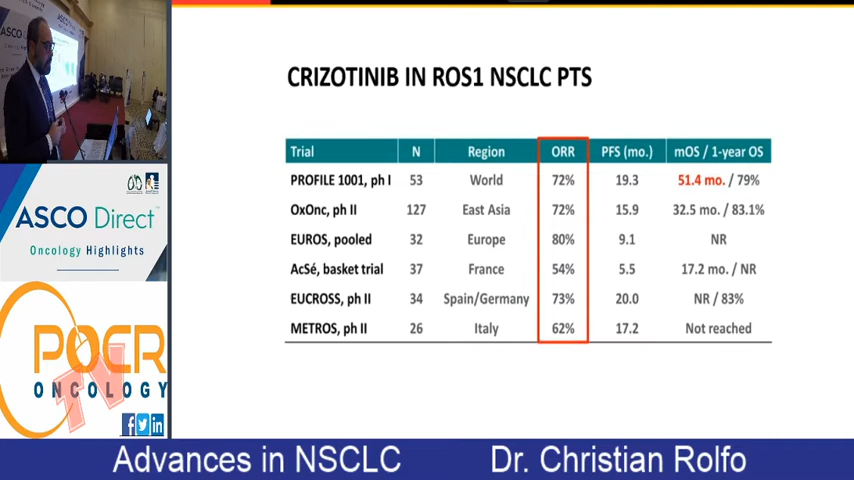 ASCO Direct
CRIZOTINIB IN ROS1 NSCLC PTS
Trial N Region ORR PFS (mo.) mOS / 1-year OS
PROFILE 1001, ph I 53 World 72% 19.3 51.4 mo. / 79%
OxOnc, ph II 127 East Asia 72% 15.9 32.5 mo. / 83.1%
EUROS, pooled 32 Europe 80% 9.1 NR
AcSé, basket trial 37 France 54% 5.5 17.2 mo. / NR
EUCROSS, ph II 34 Spain/Germany 73% 20.0 NR / 83%
METROS, ph II 26 Italy 62% 17.2 Not reached
ASCO Direct™
Oncology Highlights
POCR
ONCOLOGY
TV
Advances in NSCLC Dr. Christian Rolfo